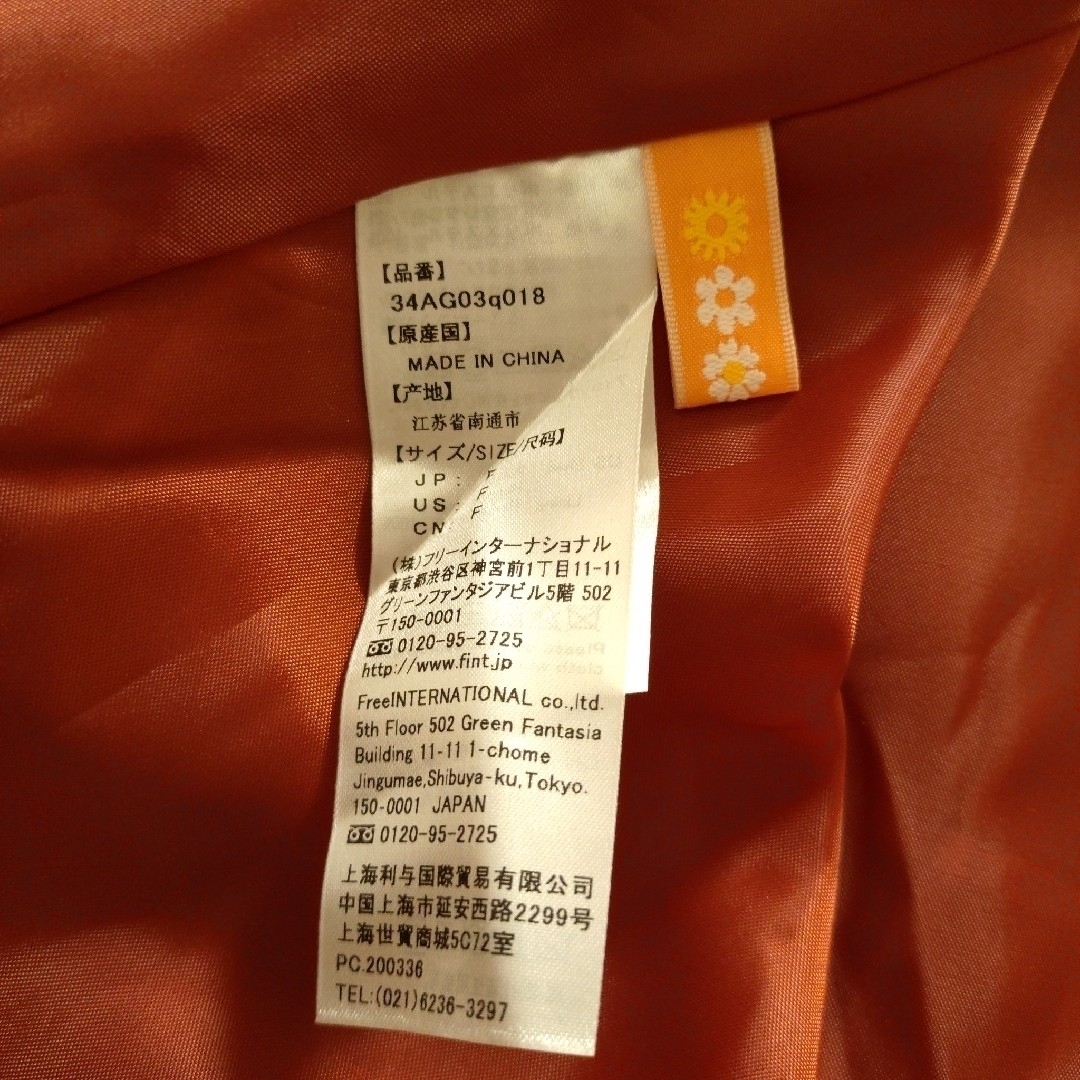 【品番】
34AG03q018
【原産国】
MADE IN CHINA
【产地】
江苏省南通市
【サイズ/SIZE/尺码】
JP: F
US: F
CN: F
(株)フリーインターナショナル
東京都渋谷区神宮前1丁目11-11
グリーンファンタジアビル5階 502
〒150-0001
0120-95-2725
http://www.fint.jp
FreeINTERNATIONAL co.,ltd.
5th Floor 502 Green Fantasia
Building 11-11 1-chome
Jingumae,Shibuya-ku,Tokyo.
150-0001 JAPAN
0120-95-2725
上海利与国際貿易有限公司
中国上海市延安西路2299号
上海世貿商城5C72室
PC.200336
TEL:(021)6236-3297